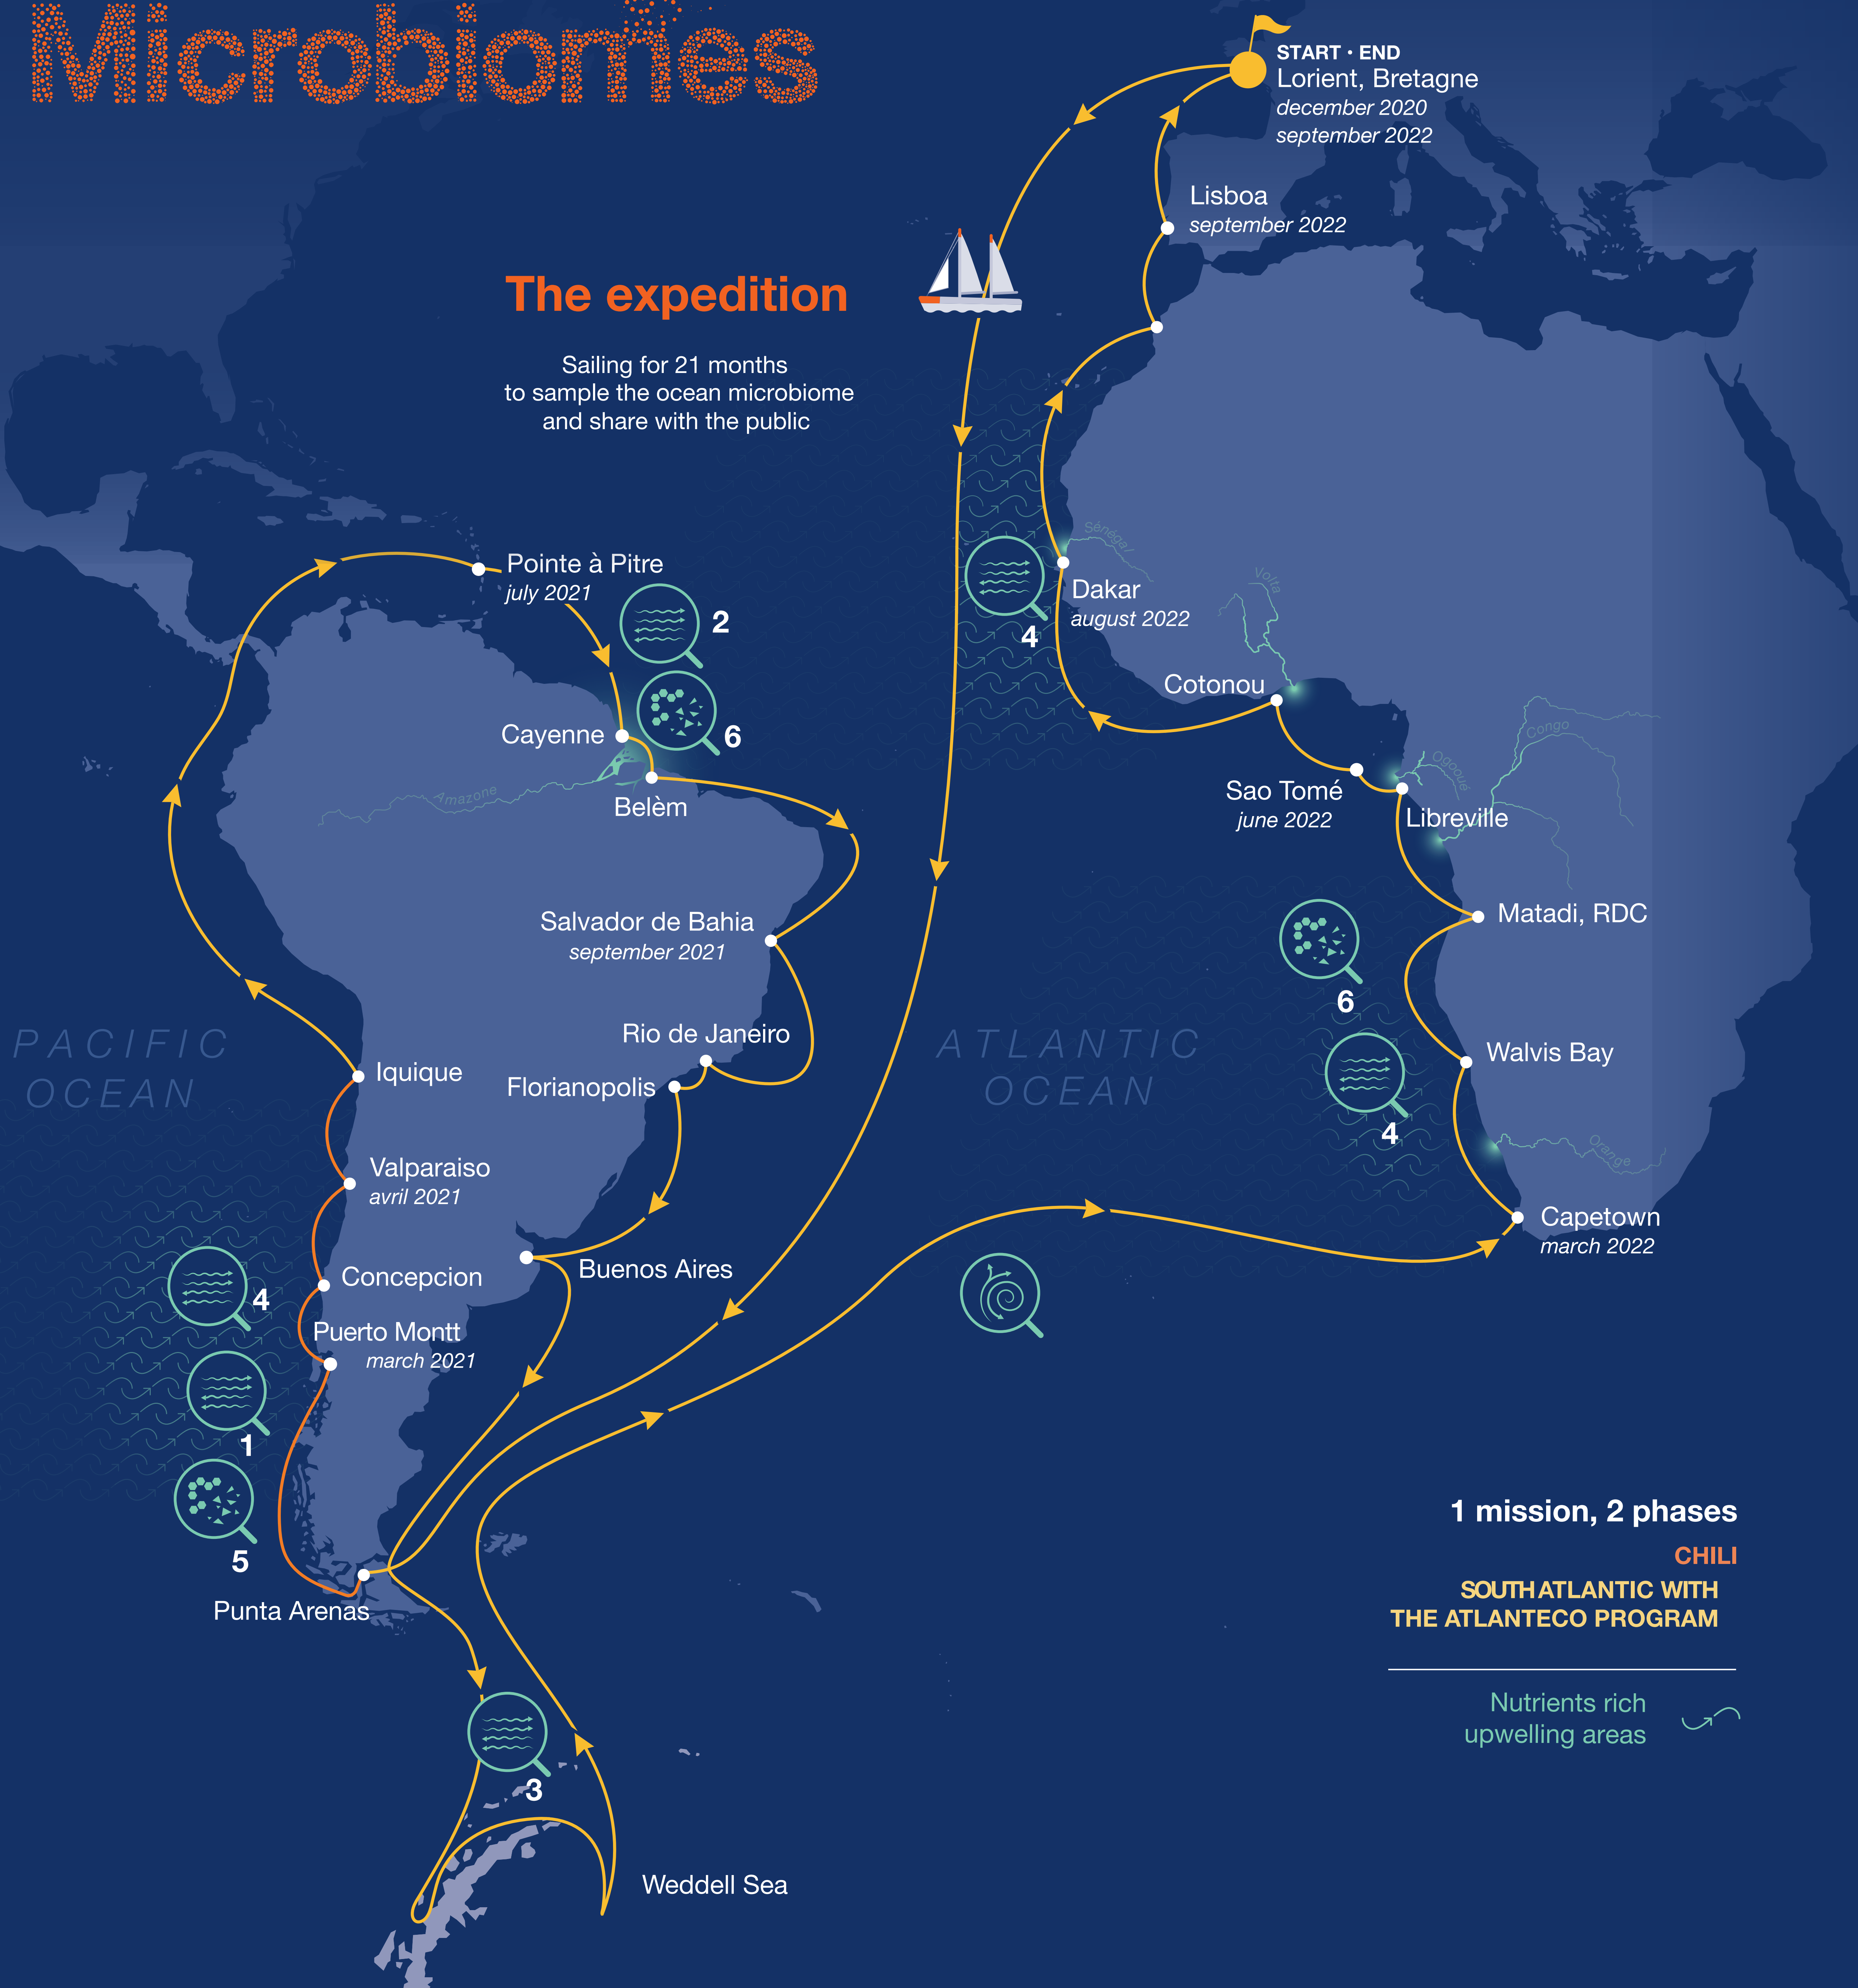 Microbiomes
START · END
Lorient, Bretagne
december 2020
september 2022
Lisboa
september 2022
The expedition
Sailing for 21 months
to sample the ocean microbiome
and share with the public
Pointe à Pitre
july 2021
2
6
Cayenne
Amazone
Belèm
Sénégal
Volta
4
Dakar
august 2022
Cotonou
Congo
Ogooué
Sao Tomé
june 2022
Libreville
Salvador de Bahia
september 2021
Matadi, RDC
6
PACIFIC
OCEAN
Rio de Janeiro
ATLANTIC
OCEAN
Walvis Bay
Iquique
Florianopolis
4
Orange
Valparaiso
avril 2021
Capetown
march 2022
Concepcion
Buenos Aires
4
Puerto Montt
march 2021
1
5
Punta Arenas
1 mission, 2 phases
CHILI
SOUTH ATLANTIC WITH
THE ATLANTECO PROGRAM
Nutrients rich
upwelling areas
3
Weddell Sea